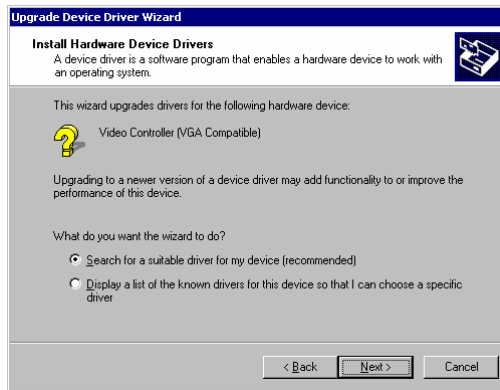 Upgrade Device Driver Wizard
Install Hardware Device Drivers
A device driver is a software program that enables a hardware device to work with
an operating system.
This wizard upgrades drivers for the following hardware device:
Video Controller (VGA Compatible)
Upgrading to a newer version of a device driver may add functionality to or improve the
performance of this device.
What do you want the wizard to do?
Search for a suitable driver for my device (recommended)
Display a list of the known drivers for this device so that I can choose a specific
driver
< Back Next > Cancel